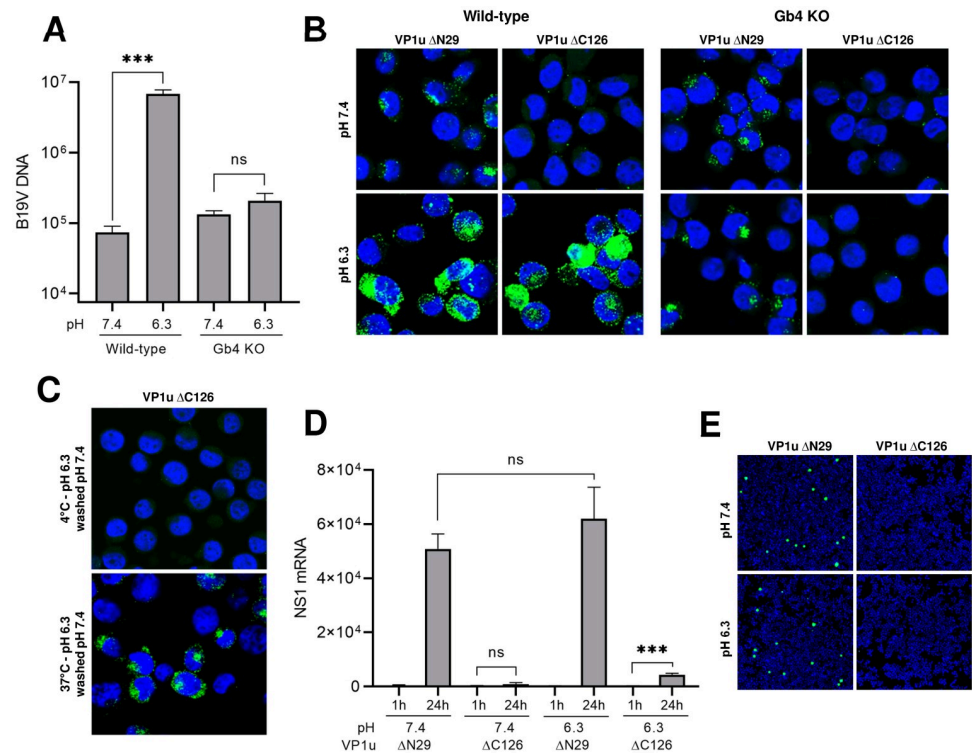 A
***
10⁷
ns
10⁶
10⁵
10⁴
B19V DNA
pH 7.4 6.3 7.4 6.3
Wild-type Gb4 KO
B
Wild-type Gb4 KO
VP1u ΔN29 VP1u ΔC126 VP1u ΔN29 VP1u ΔC126
pH 7.4
pH 6.3
C
VP1u ΔC126
4°C - pH 6.3
washed pH 7.4
37°C - pH 6.3
washed pH 7.4
D
8×10⁴
ns
6×10⁴
4×10⁴
2×10⁴
ns ***
0
NS1 mRNA
1h 24h 1h 24h 1h 24h 1h 24h
pH 7.4 7.4 6.3 6.3
VP1u ΔN29 ΔC126 ΔN29 ΔC126
E
VP1u ΔN29 VP1u ΔC126
pH 7.4
pH 6.3